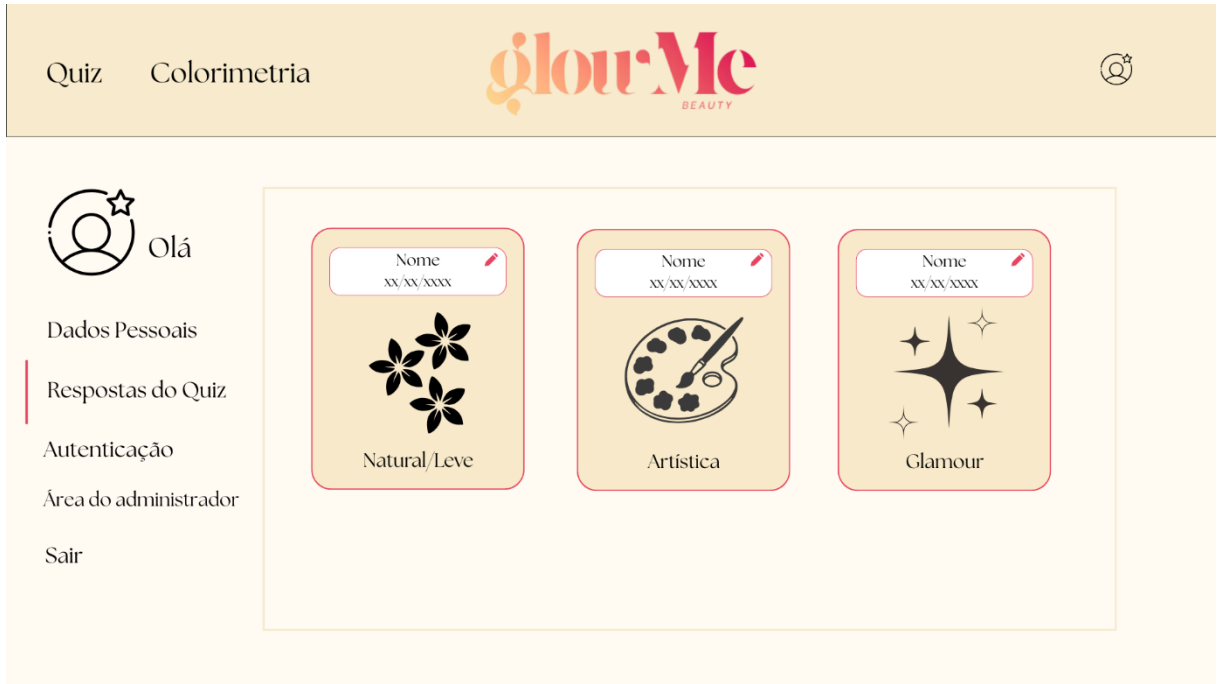 Quiz
Colorimetria
glowMe
BEAUTY
Olá
Dados Pessoais
Respostas do Quiz
Autenticação
Área do administrador
Sair
Nome
xx/xx/xxxx
Natural/Leve
Nome
xx/xx/xxxx
Artística
Nome
xx/xx/xxxx
Glamour